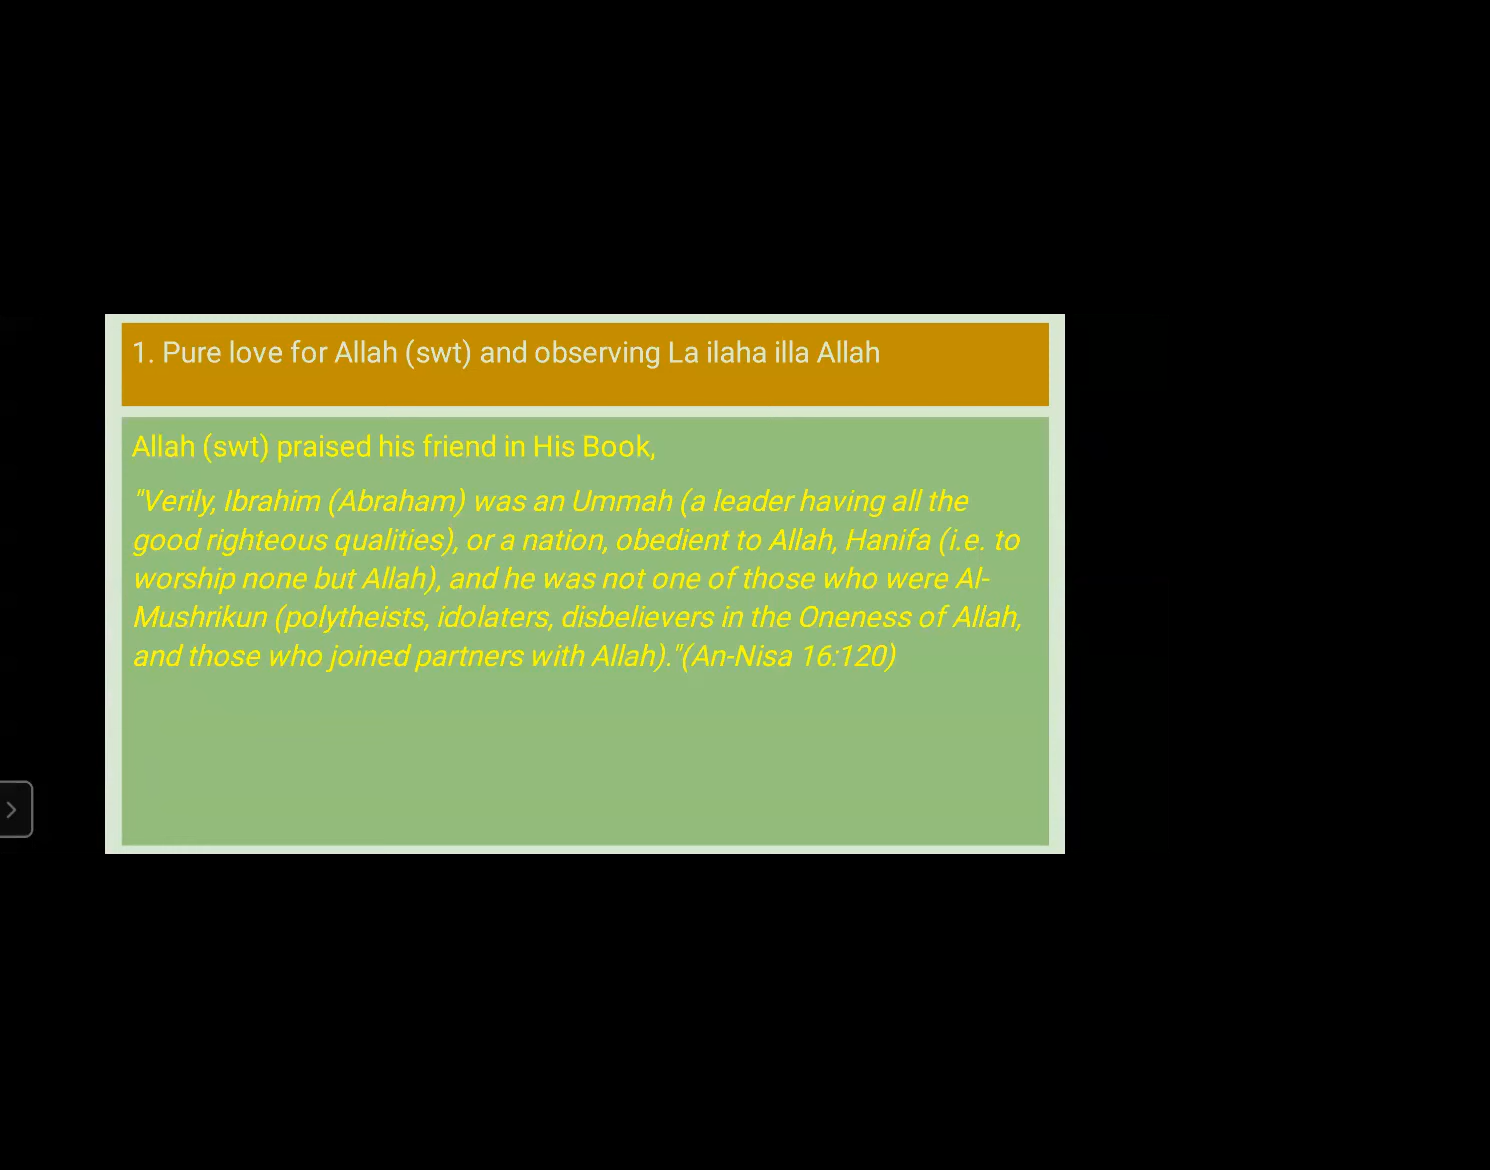 1. Pure love for Allah (swt) and observing La ilaha illa Allah
Allah (swt) praised his friend in His Book,
"Verily, Ibrahim (Abraham) was an Ummah (a leader having all the
good righteous qualities), or a nation, obedient to Allah, Hanifa (i.e. to
worship none but Allah), and he was not one of those who were Al-
Mushrikun (polytheists, idolaters, disbelievers in the Oneness of Allah,
and those who joined partners with Allah)."(An-Nisa 16:120)